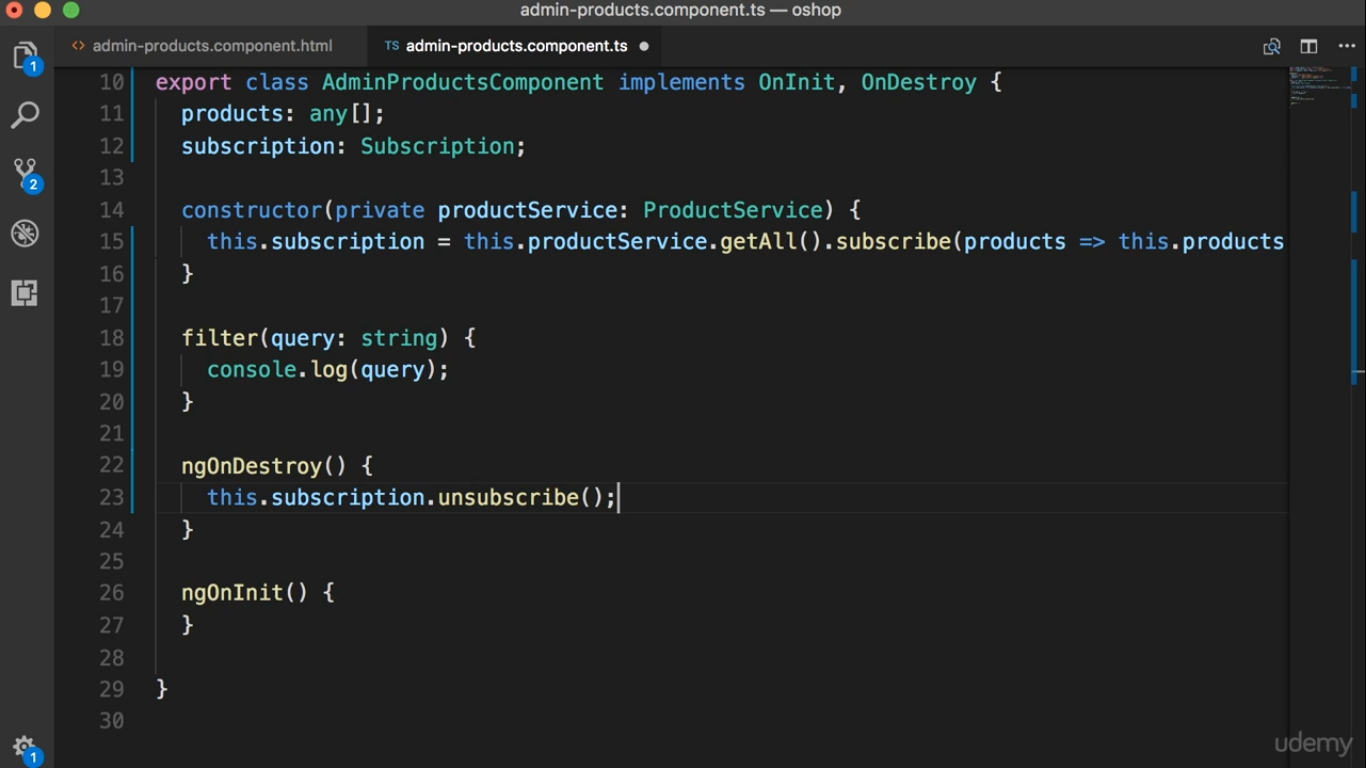 admin-products.component.ts — oshop
<> admin-products.component.html
TS admin-products.component.ts
1
2
1
10 export class AdminProductsComponent implements OnInit, OnDestroy {
11 products: any[];
12 subscription: Subscription;
13
14 constructor(private productService: ProductService) {
15 this.subscription = this.productService.getAll().subscribe(products => this.products
16 }
17
18 filter(query: string) {
19 console.log(query);
20 }
21
22 ngOnDestroy() {
23 this.subscription.unsubscribe();
24 }
25
26 ngOnInit() {
27 }
28
29 }
30
udemy